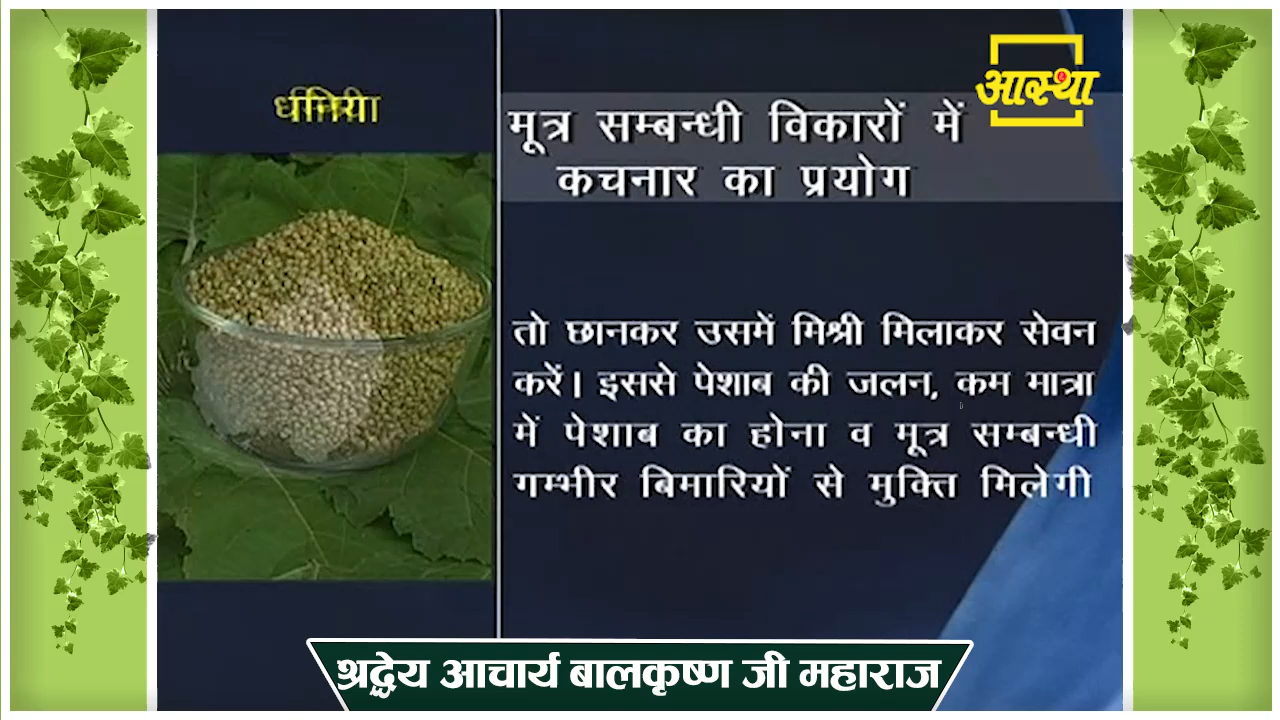 आस्था
मूत्र सम्बन्धी विकारों में
कचनार का प्रयोग
तो छानकर उसमें मिश्री मिलाकर सेवन
करें। इससे पेशाब की जलन, कम मात्रा
में पेशाब का होना व मूत्र सम्बन्धी
गम्भीर बिमारियों से मुक्ति मिलेगी
श्रद्धेय आचार्य बालकृष्ण जी महाराज